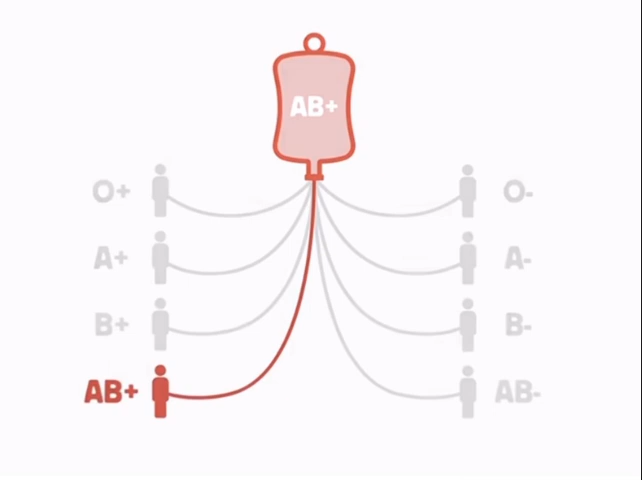 AB+
O+ O-
A+ A-
B+ B-
AB+ AB-